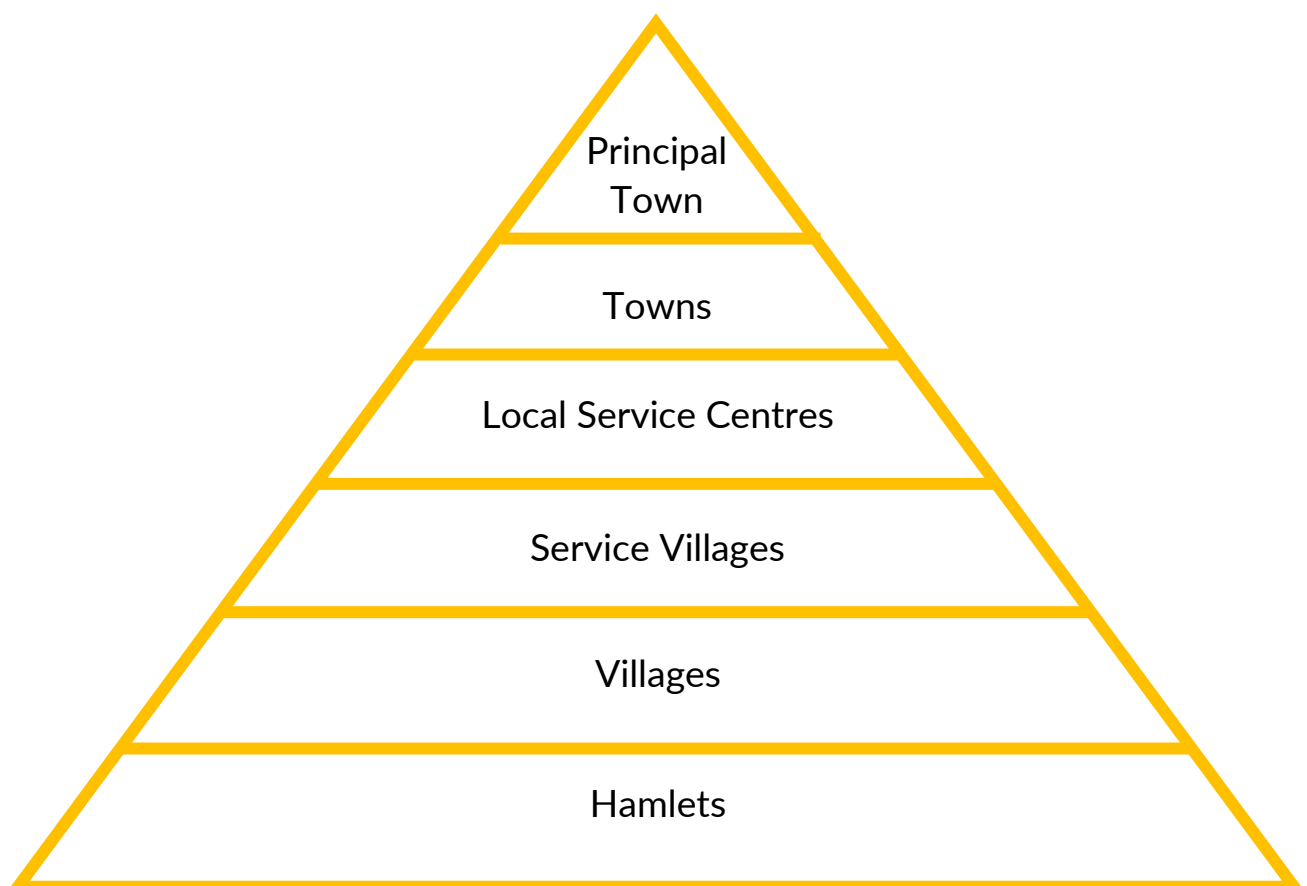 Principal
Town
Towns
Local Service Centres
Service Villages
Villages
Hamlets